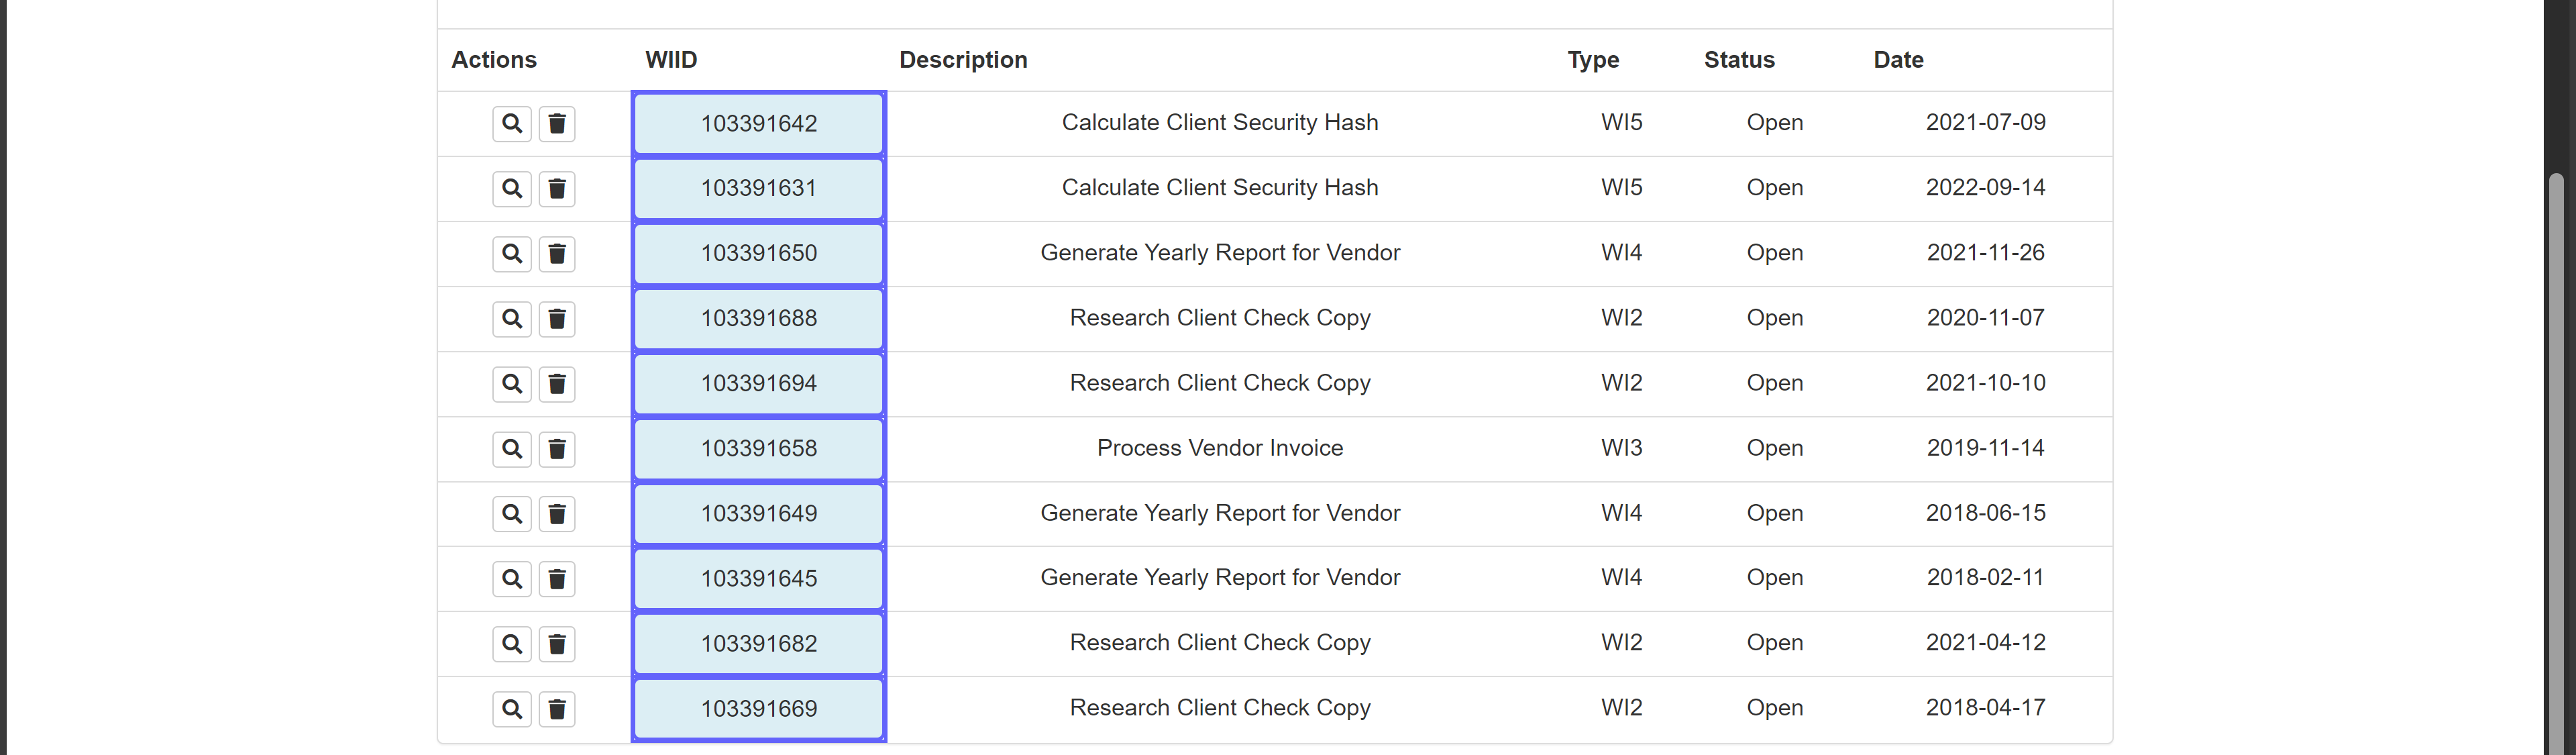 Actions WIID Description Type Status Date
103391642 Calculate Client Security Hash WI5 Open 2021-07-09
103391631 Calculate Client Security Hash WI5 Open 2022-09-14
103391650 Generate Yearly Report for Vendor WI4 Open 2021-11-26
103391688 Research Client Check Copy WI2 Open 2020-11-07
103391694 Research Client Check Copy WI2 Open 2021-10-10
103391658 Process Vendor Invoice WI3 Open 2019-11-14
103391649 Generate Yearly Report for Vendor WI4 Open 2018-06-15
103391645 Generate Yearly Report for Vendor WI4 Open 2018-02-11
103391682 Research Client Check Copy WI2 Open 2021-04-12
103391669 Research Client Check Copy WI2 Open 2018-04-17